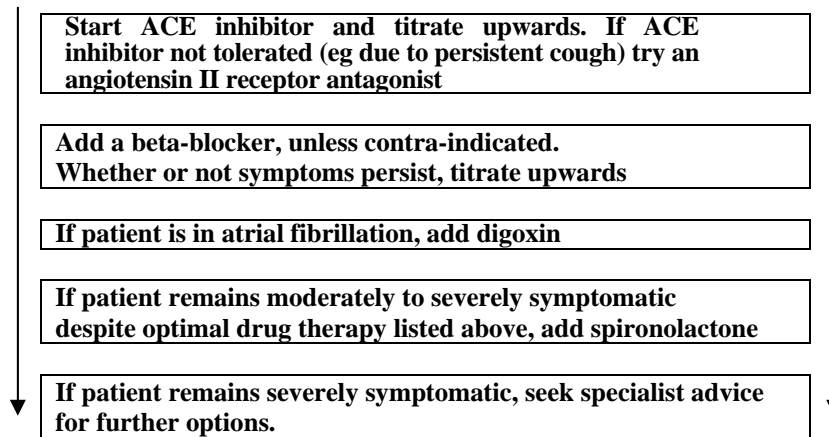 Start ACE inhibitor and titrate upwards. If ACE
inhibitor not tolerated (eg due to persistent cough) try an
angiotensin II receptor antagonist
Add a beta-blocker, unless contra-indicated.
Whether or not symptoms persist, titrate upwards
If patient is in atrial fibrillation, add digoxin
If patient remains moderately to severely symptomatic
despite optimal drug therapy listed above, add spironolactone
If patient remains severely symptomatic, seek specialist advice
for further options.